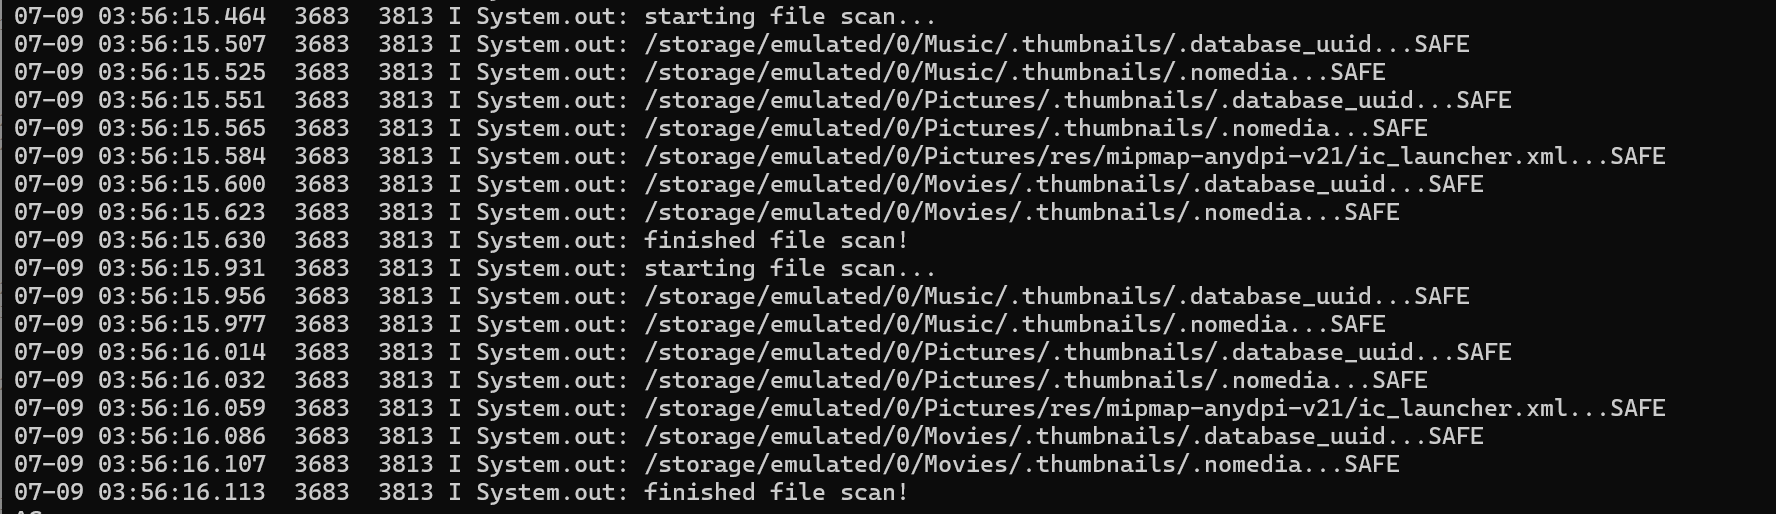 07-09 03:56:15.464  3683  3813 I System.out: starting file scan...
07-09 03:56:15.507  3683  3813 I System.out: /storage/emulated/0/Music/.thumbnails/.database_uuid...SAFE
07-09 03:56:15.525  3683  3813 I System.out: /storage/emulated/0/Music/.thumbnails/.nomedia...SAFE
07-09 03:56:15.551  3683  3813 I System.out: /storage/emulated/0/Pictures/.thumbnails/.database_uuid...SAFE
07-09 03:56:15.565  3683  3813 I System.out: /storage/emulated/0/Pictures/.thumbnails/.nomedia...SAFE
07-09 03:56:15.584  3683  3813 I System.out: /storage/emulated/0/Pictures/res/mipmap-anydpi-v21/ic_launcher.xml...SAFE
07-09 03:56:15.600  3683  3813 I System.out: /storage/emulated/0/Movies/.thumbnails/.database_uuid...SAFE
07-09 03:56:15.623  3683  3813 I System.out: /storage/emulated/0/Movies/.thumbnails/.nomedia...SAFE
07-09 03:56:15.630  3683  3813 I System.out: finished file scan!
07-09 03:56:15.931  3683  3813 I System.out: starting file scan...
07-09 03:56:15.956  3683  3813 I System.out: /storage/emulated/0/Music/.thumbnails/.database_uuid...SAFE
07-09 03:56:15.977  3683  3813 I System.out: /storage/emulated/0/Music/.thumbnails/.nomedia...SAFE
07-09 03:56:16.014  3683  3813 I System.out: /storage/emulated/0/Pictures/.thumbnails/.database_uuid...SAFE
07-09 03:56:16.032  3683  3813 I System.out: /storage/emulated/0/Pictures/.thumbnails/.nomedia...SAFE
07-09 03:56:16.059  3683  3813 I System.out: /storage/emulated/0/Pictures/res/mipmap-anydpi-v21/ic_launcher.xml...SAFE
07-09 03:56:16.086  3683  3813 I System.out: /storage/emulated/0/Movies/.thumbnails/.database_uuid...SAFE
07-09 03:56:16.107  3683  3813 I System.out: /storage/emulated/0/Movies/.thumbnails/.nomedia...SAFE
07-09 03:56:16.113  3683  3813 I System.out: finished file scan!